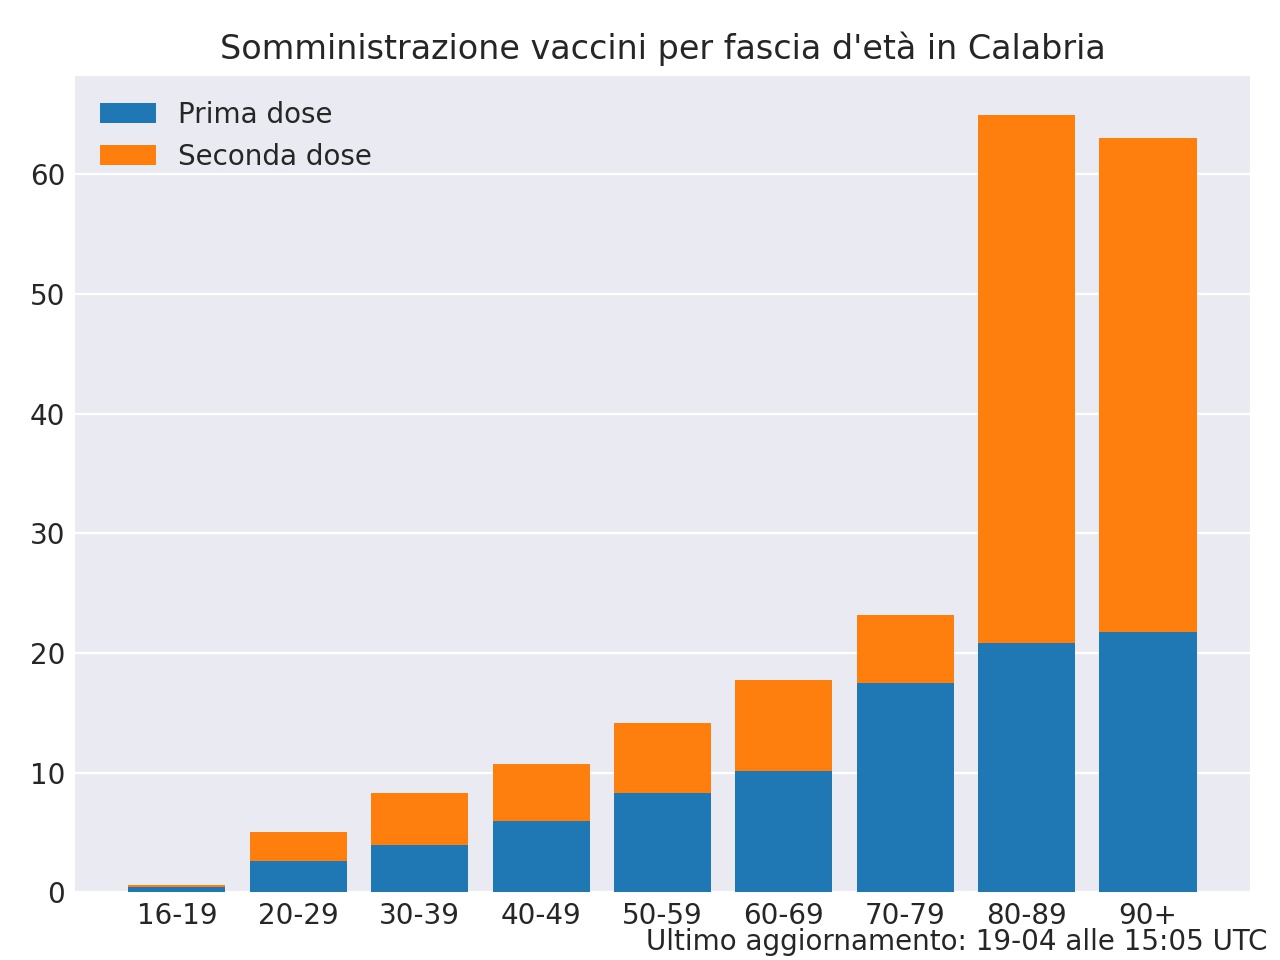 Somministrazione vaccini per fascia d'età in Calabria
Prima dose
Seconda dose
60
50
40
30
20
10
0
16-19 20-29 30-39 40-49 50-59 60-69 70-79 80-89 90+
Ultimo aggiornamento: 19-04 alle 15:05 UTC